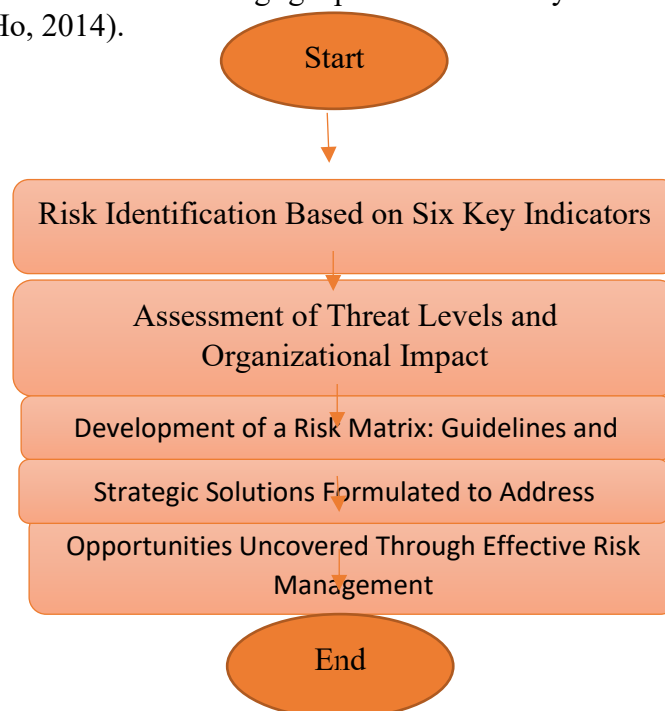 Ho, 2014).
Start
Risk Identification Based on Six Key Indicators
Assessment of Threat Levels and
Organizational Impact
Development of a Risk Matrix: Guidelines and
Strategic Solutions Formulated to Address
Opportunities Uncovered Through Effective Risk
Management
End